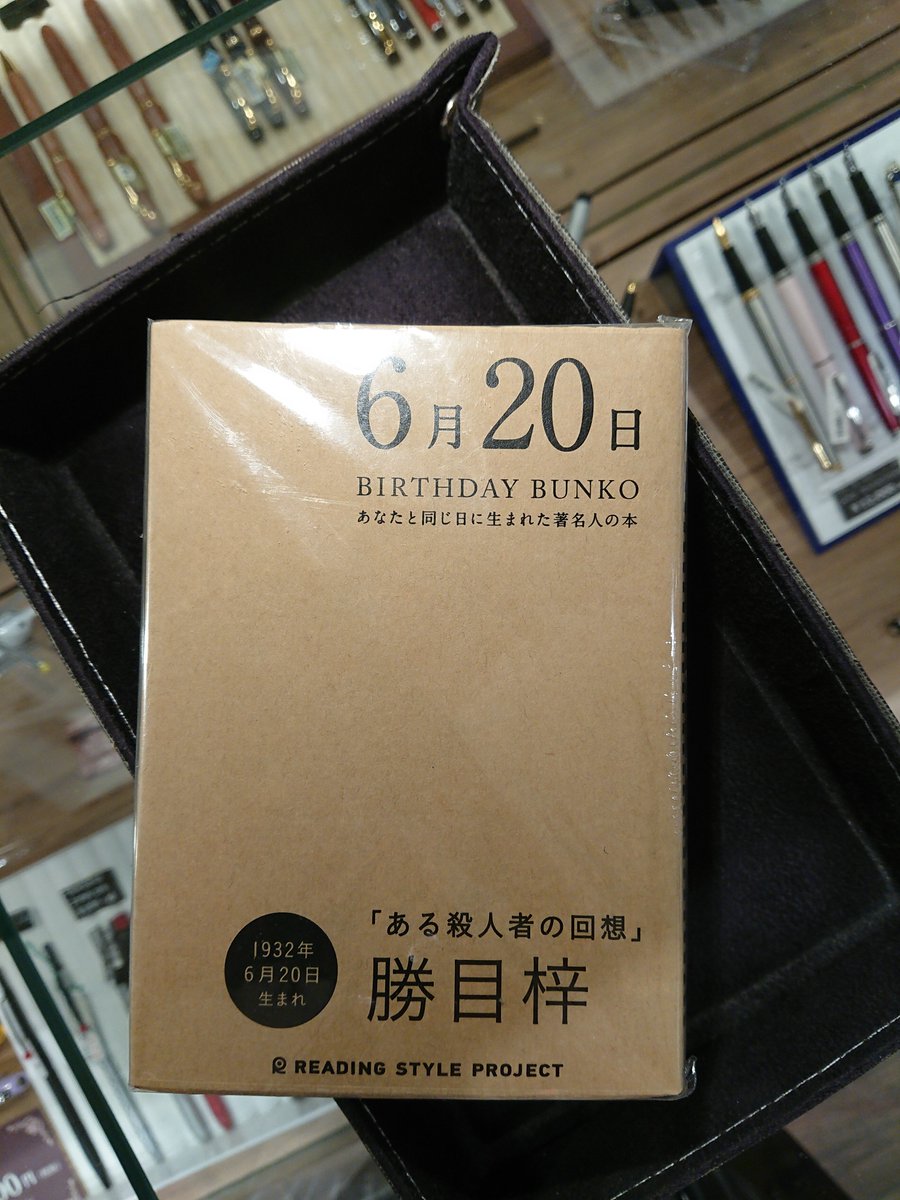 6月20日
BIRTHDAY BUNKO
あなたと同じ日に生まれた著名人の本
「ある殺人者の回想」
勝目梓
1932年
6月20日
生まれ
READING STYLE PROJECT